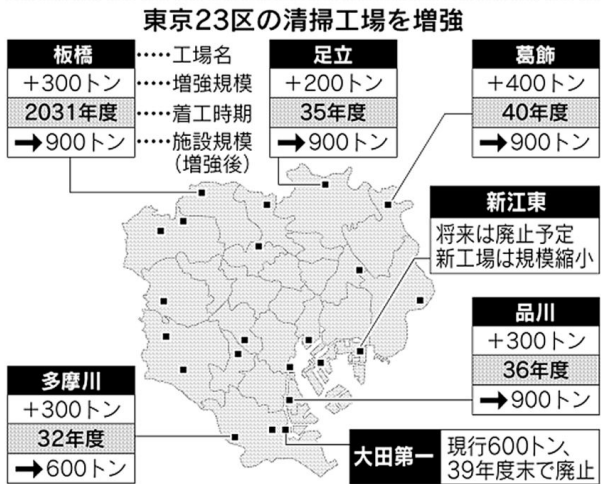 東京23区の清掃工場を増強
板橋
+300トン
2031年度
➡900トン
‥‥‥工場名
‥‥‥増強規模
‥‥‥着工時期
‥‥‥施設規模
(増強後)
足立
+200トン
35年度
➡900トン
葛飾
+400トン
40年度
➡900トン
新江東
将来は廃止予定
新工場は規模縮小
品川
+300トン
36年度
➡900トン
多摩川
+300トン
32年度
➡600トン
大田第一
現行600トン、
39年度末で廃止